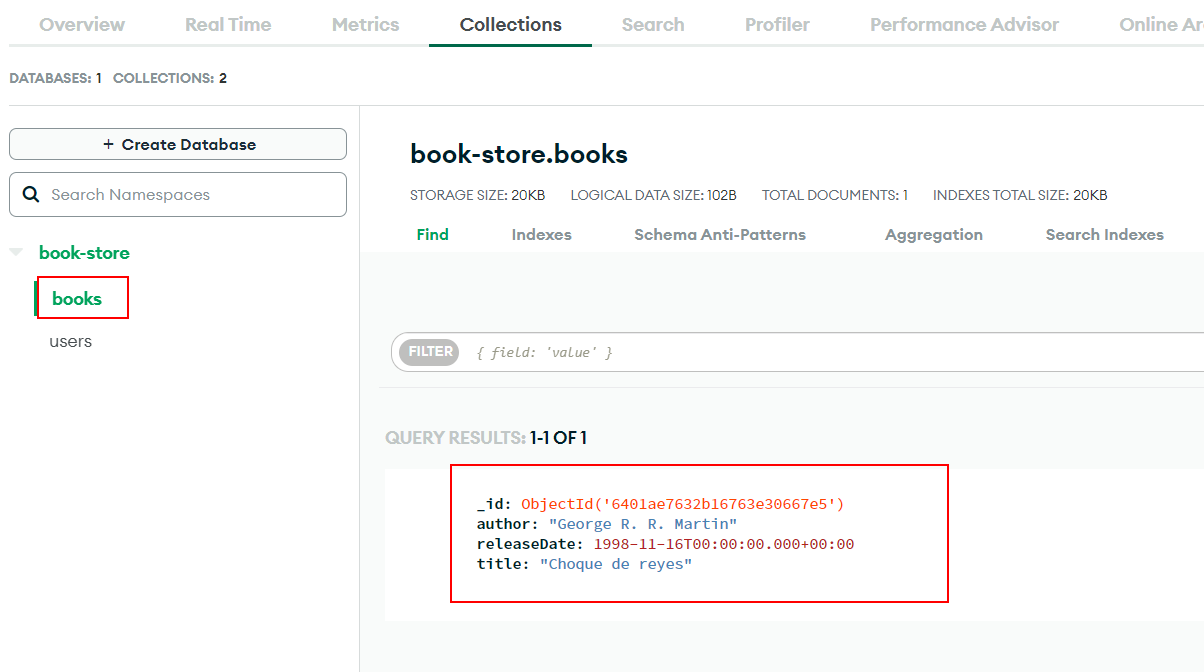 Overview Real Time Metrics Collections Search Profiler Performance Advisor Online Ar
DATABASES: 1 COLLECTIONS: 2
+ Create Database
Search Namespaces
book-store
books
users
book-store.books
STORAGE SIZE: 20KB LOGICAL DATA SIZE: 102B TOTAL DOCUMENTS: 1 INDEXES TOTAL SIZE: 20KB
Find Indexes Schema Anti-Patterns Aggregation Search Indexes
FILTER { field: 'value' }
QUERY RESULTS: 1-1 OF 1
_id: ObjectId('6401ae7632b16763e30667e5')
author: "George R. R. Martin"
releaseDate: 1998-11-16T00:00:00.000+00:00
title: "Choque de reyes"